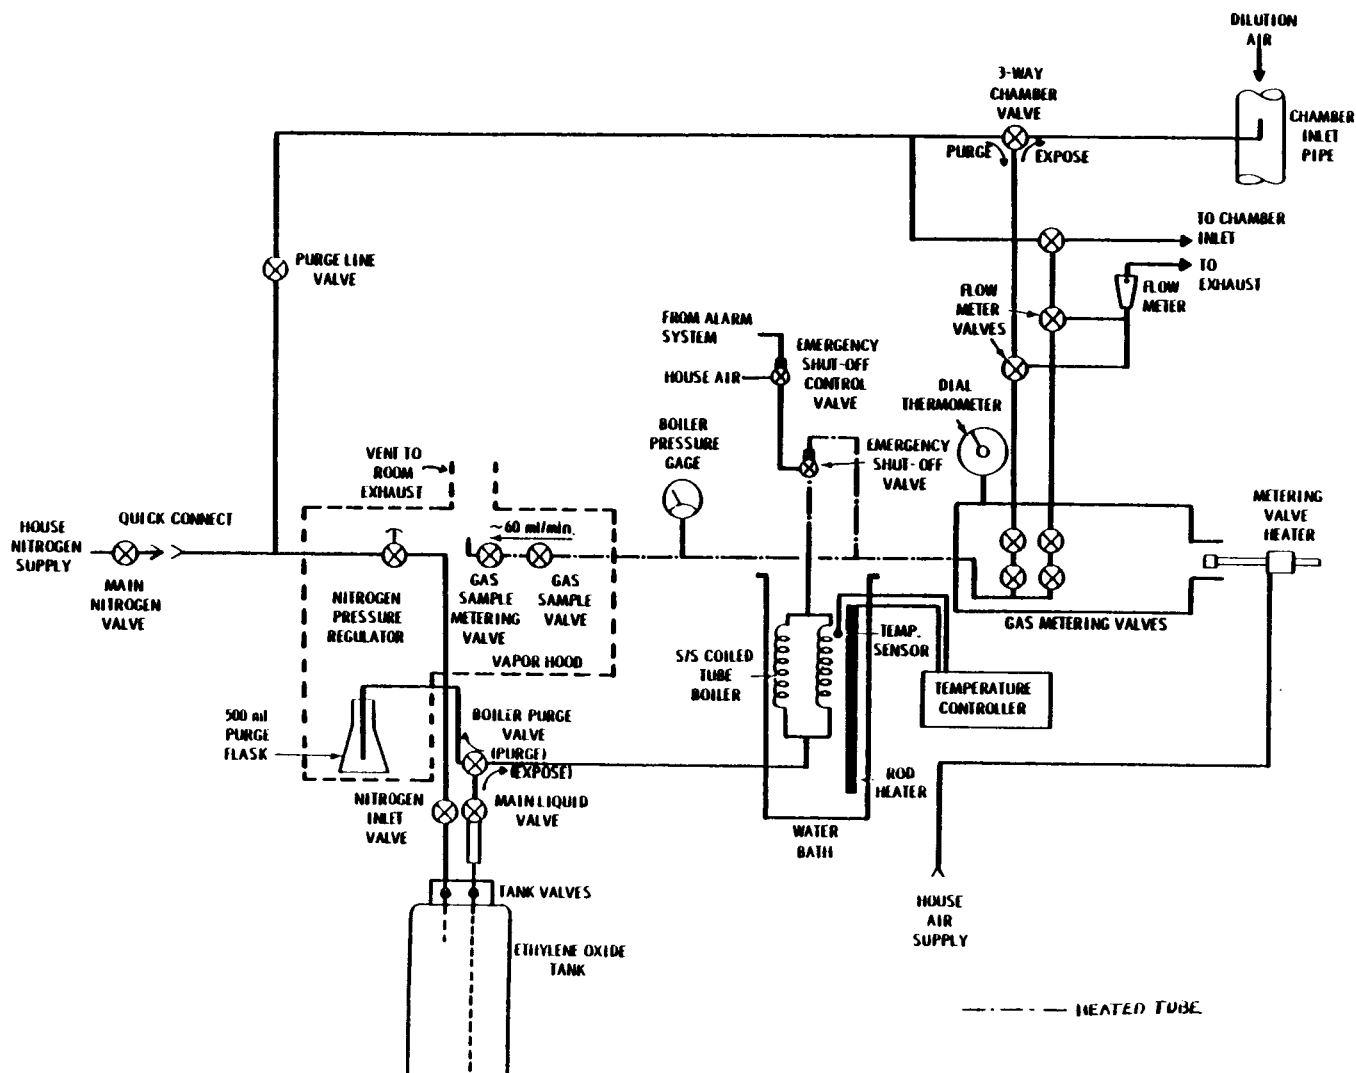 DILUTION
AIR
3-WAY
CHAMBER
VALVE
CHAMBER
INLET
PIPE
PURGE
EXPOSE
TO CHAMBER
INLET
TO
EXHAUST
FLOW
METER
FLOW
METER
VALVES
PURGE LINE
VALVE
FROM ALARM
SYSTEM
HOUSE AIR
EMERGENCY
SHUT-OFF
CONTROL
VALVE
DIAL
THERMOMETER
BOILER
PRESSURE
GAGE
EMERGENCY
SHUT-OFF
VALVE
VENT TO
ROOM
EXHAUST
METERING
VALVE
HEATER
QUICK CONNECT
HOUSE
NITROGEN
SUPPLY
~60 ml/min.
MAIN
NITROGEN
VALVE
NITROGEN
PRESSURE
REGULATOR
GAS
SAMPLE
METERING
VALVE
GAS
SAMPLE
VALVE
GAS METERING VALVES
VAPOR HOOD
S/S COILED
TUBE
BOILER
TEMP.
SENSOR
TEMPERATURE
CONTROLLER
500 ml
PURGE
FLASK
BOILER PURGE
VALVE
(PURGE)
(EXPOSE)
ROD
HEATER
NITROGEN
INLET
VALVE
MAIN LIQUID
VALVE
WATER
BATH
TANK VALVES
HOUSE
AIR
SUPPLY
ETHYLENE OXIDE
TANK
HEATED TUBE